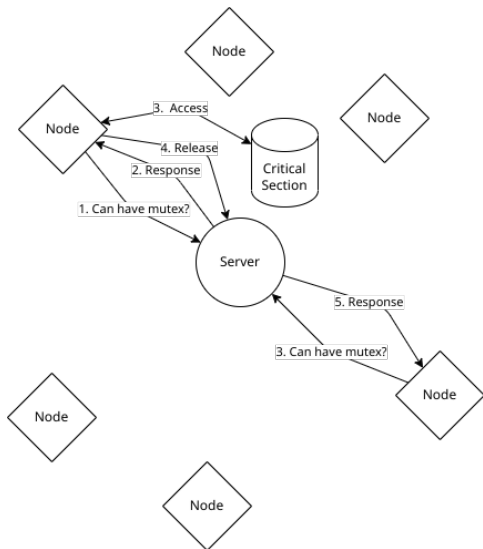 Node
3. Access
Node
Node
4. Release
2. Response
Critical
Section
1. Can have mutex?
Server
5. Response
3. Can have mutex?
Node
Node
Node